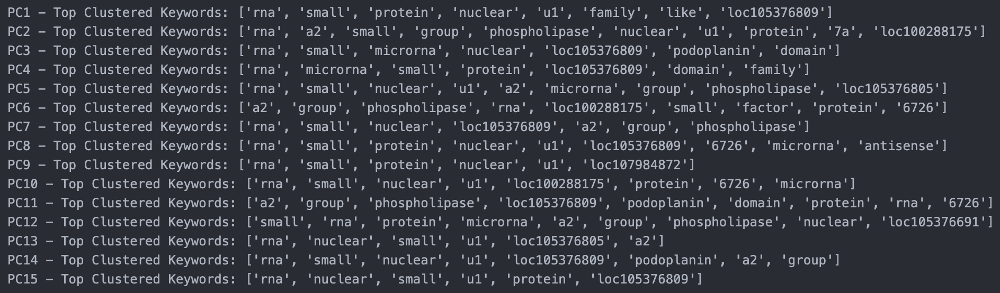 PC1 – Top Clustered Keywords: ['rna', 'small', 'protein', 'nuclear', 'u1', 'family', 'like', 'loc105376809']
PC2 – Top Clustered Keywords: ['rna', 'a2', 'small', 'group', 'phospholipase', 'nuclear', 'u1', 'protein', '7a', 'loc100288175']
PC3 – Top Clustered Keywords: ['rna', 'small', 'microrna', 'nuclear', 'loc105376809', 'podoplanin', 'domain']
PC4 – Top Clustered Keywords: ['rna', 'microrna', 'small', 'protein', 'loc105376809', 'domain', 'family']
PC5 – Top Clustered Keywords: ['rna', 'small', 'nuclear', 'u1', 'a2', 'microrna', 'group', 'phospholipase', 'loc105376805']
PC6 – Top Clustered Keywords: ['a2', 'group', 'phospholipase', 'rna', 'loc100288175', 'small', 'factor', 'protein', '6726']
PC7 – Top Clustered Keywords: ['rna', 'small', 'nuclear', 'loc105376809', 'a2', 'group', 'phospholipase']
PC8 – Top Clustered Keywords: ['rna', 'small', 'protein', 'nuclear', 'u1', 'loc105376809', '6726', 'microrna', 'antisense']
PC9 – Top Clustered Keywords: ['rna', 'small', 'protein', 'nuclear', 'u1', 'loc107984872']
PC10 – Top Clustered Keywords: ['rna', 'small', 'nuclear', 'u1', 'loc100288175', 'protein', '6726', 'microrna']
PC11 – Top Clustered Keywords: ['a2', 'group', 'phospholipase', 'loc105376809', 'podoplanin', 'domain', 'protein', 'rna', '6726']
PC12 – Top Clustered Keywords: ['small', 'rna', 'protein', 'microrna', 'a2', 'group', 'phospholipase', 'nuclear', 'loc105376691']
PC13 – Top Clustered Keywords: ['rna', 'nuclear', 'small', 'u1', 'loc105376805', 'a2']
PC14 – Top Clustered Keywords: ['rna', 'small', 'nuclear', 'u1', 'loc105376809', 'podoplanin', 'a2', 'group']
PC15 – Top Clustered Keywords: ['rna', 'nuclear', 'small', 'u1', 'protein', 'loc105376809']